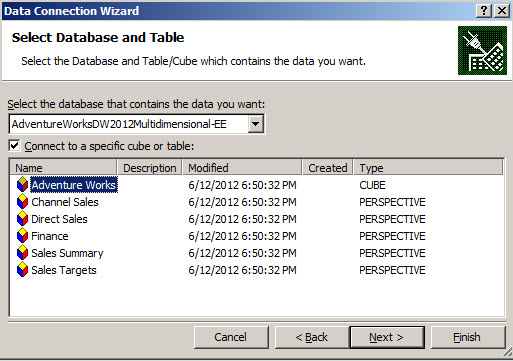 Data Connection Wizard
Select Database and Table
Select the Database and Table/Cube which contains the data you want.
Select the database that contains the data you want:
AdventureWorksDW2012Multidimensional-EE
Connect to a specific cube or table:
Name Description Modified Created Type
Adventure Works 6/12/2012 6:50:32 PM CUBE
Channel Sales 6/12/2012 6:50:32 PM PERSPECTIVE
Direct Sales 6/12/2012 6:50:32 PM PERSPECTIVE
Finance 6/12/2012 6:50:32 PM PERSPECTIVE
Sales Summary 6/12/2012 6:50:32 PM PERSPECTIVE
Sales Targets 6/12/2012 6:50:32 PM PERSPECTIVE
Cancel < Back Next > Finish